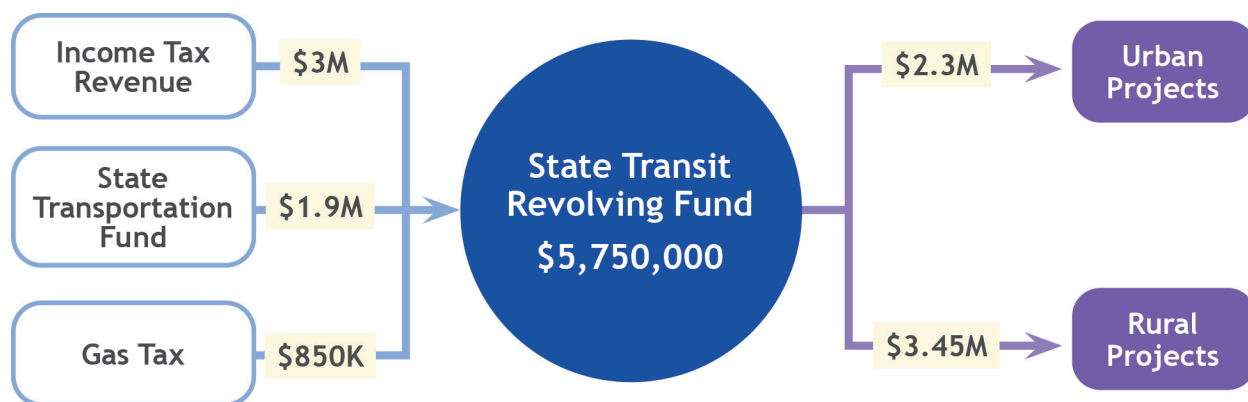 Income Tax
Revenue
$3M
State
Transportation
Fund
$1.9M
Gas Tax
$850K
State Transit
Revolving Fund
$5,750,000
$2.3M
Urban
Projects
$3.45M
Rural
Projects